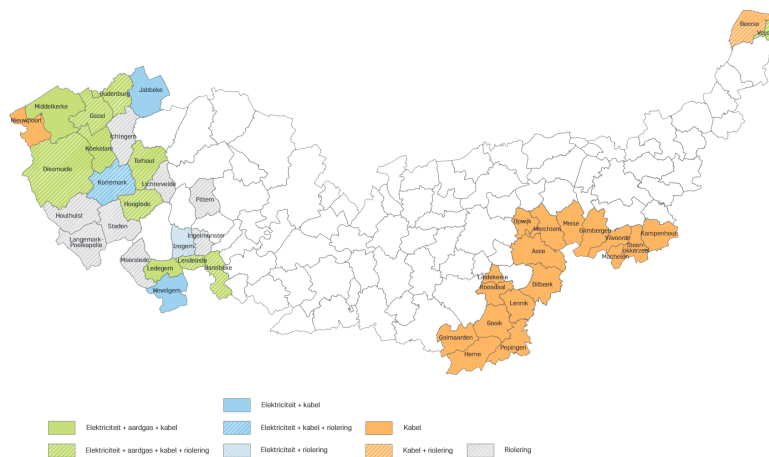 Beerse
Vosselaar
Jabbeke
Oudenburg
Middelkerke
Gistel
Nieuwpoort
Ichtegem
Koekelare
Torhout
Diksmuide
Lichtervelde
Kortemark
Pittem
Hooglede
Houthulst
Staden
Langemark-
Poelkapelle
Ingelmunster
Izegem
Moorslede
Lendelede
Ledegem
Harelbeke
Wevelgem
Opwijk
Merchtem
Meise
Grimbergen
Vilvoorde
Kampenhout
Steen-
okkerzeel
Machelen
Asse
Liedekerke
Roosdaal
Dilbeek
Lennik
Gooik
Galmaarden
Pepingen
Herne
Elektriciteit + kabel
Elektriciteit + aardgas + kabel
Elektriciteit + kabel + riolering
Kabel
Elektriciteit + aardgas + kabel + riolering
Elektriciteit + riolering
Kabel + riolering
Riolering